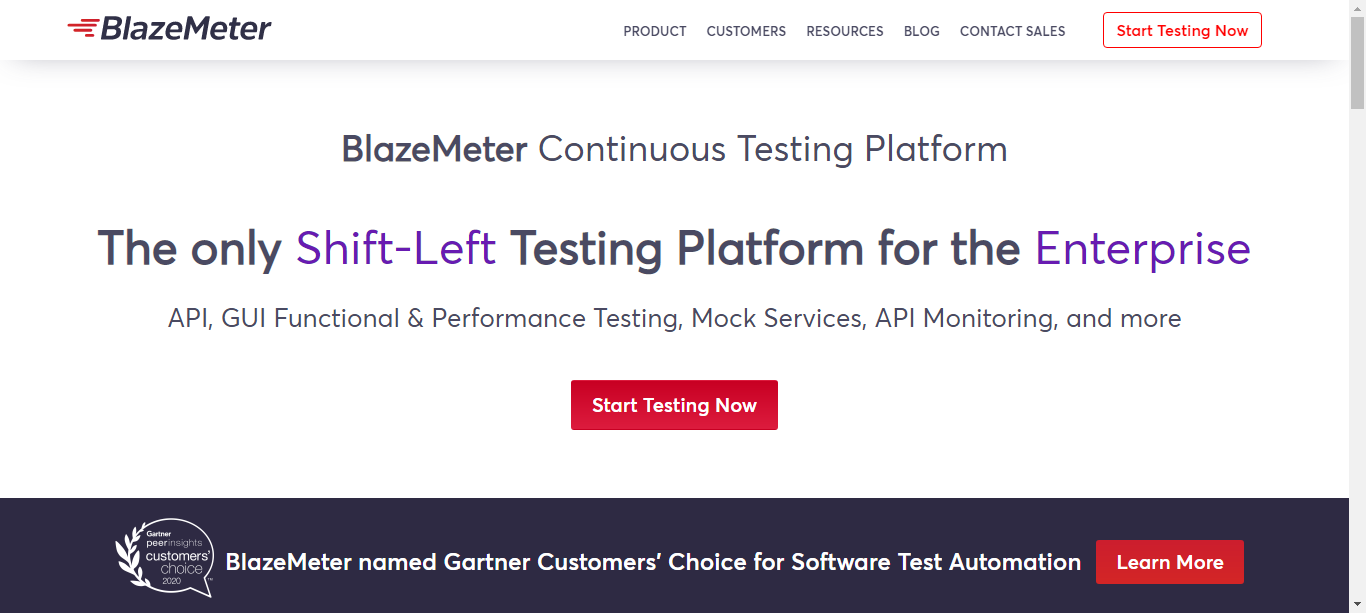 BlazeMeter
PRODUCT CUSTOMERS RESOURCES BLOG CONTACT SALES Start Testing Now
BlazeMeter Continuous Testing Platform
The only Shift-Left Testing Platform for the Enterprise
API, GUI Functional & Performance Testing, Mock Services, API Monitoring, and more
Start Testing Now
Gartner
peerinsights
customers'
choice
2020
BlazeMeter named Gartner Customers' Choice for Software Test Automation
Learn More